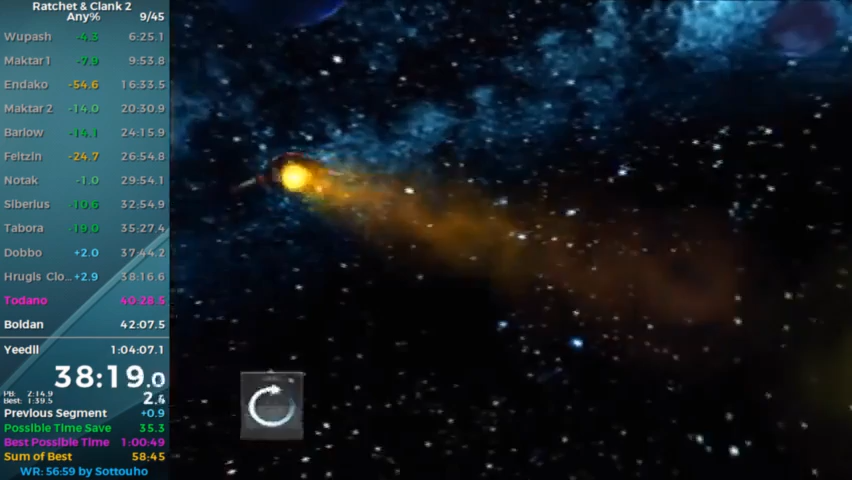 Ratchet & Clank 2
Any% 9/45
Wupash -4.3 6:25.1
Maktar 1 -7.9 9:53.8
Endako -54.6 16:33.5
Maktar 2 -14.0 20:30.9
Barlow -14.1 24:15.9
Feltzin -24.7 26:54.8
Notak -1.0 29:54.1
Siberius -10.6 32:54.9
Tabora -19.0 35:27.4
Dobbo +2.0 37:44.2
Hrugis Clo... +2.9 38:16.6
Todano 40:28.5
Boldan 42:07.5
Yeedil 1:04:07.1
38:19.0
PB: 2:14.9
Best: 1:39.5 2.4
Previous Segment +0.9
Possible Time Save 35.3
Best Possible Time 1:00:49
Sum of Best 58:45
WR: 56:59 by Sottouho